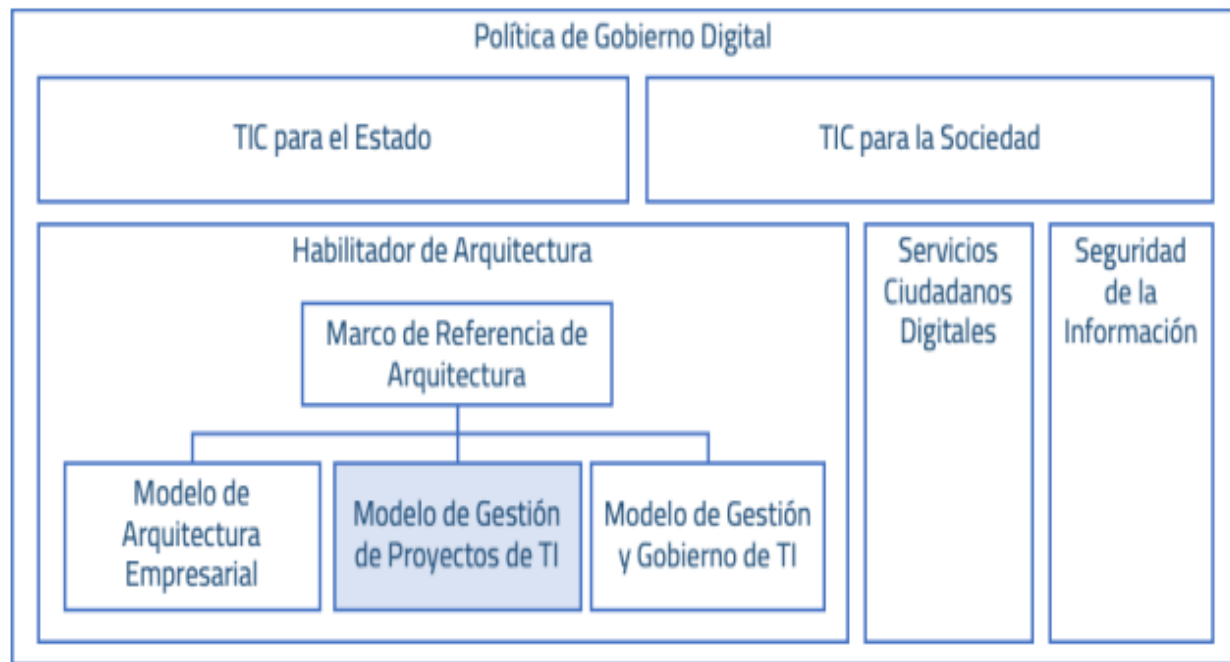 Política de Gobierno Digital
TIC para el Estado
TIC para la Sociedad
Habilitador de Arquitectura
Marco de Referencia de
Arquitectura
Modelo de
Arquitectura
Empresarial
Modelo de Gestión
de Proyectos de TI
Modelo de Gestión
y Gobierno de TI
Servicios
Ciudadanos
Digitales
Seguridad
de la
Información